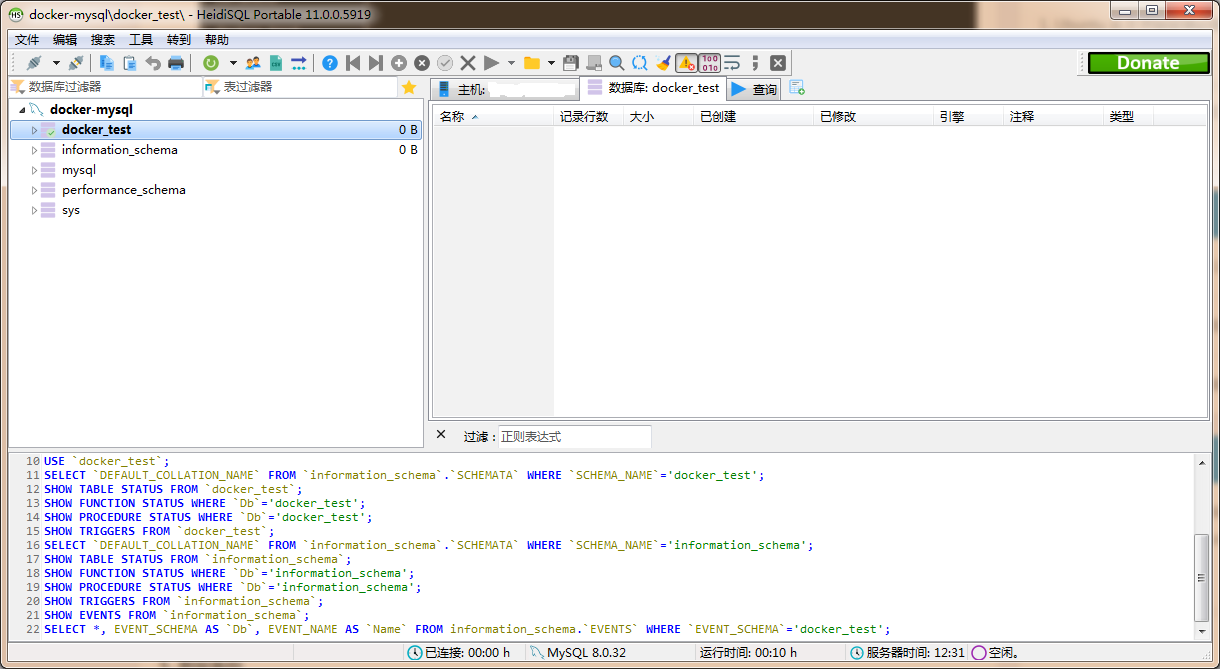 docker-mysql\docker_test\ - HeidiSQL Portable 11.0.0.5919
文件 编辑 搜索 工具 转到 帮助
Donate
数据库过滤器 表过滤器
主机: 数据库: docker_test 查询
docker-mysql
docker_test 0 B
information_schema 0 B
mysql
performance_schema
sys
名称 记录行数 大小 已创建 已修改 引擎 注释 类型
过滤：正则表达式
10 USE `docker_test`;
11 SELECT `DEFAULT_COLLATION_NAME` FROM `information_schema`.`SCHEMATA` WHERE `SCHEMA_NAME`='docker_test';
12 SHOW TABLE STATUS FROM `docker_test`;
13 SHOW FUNCTION STATUS WHERE `Db`='docker_test';
14 SHOW PROCEDURE STATUS WHERE `Db`='docker_test';
15 SHOW TRIGGERS FROM `docker_test`;
16 SELECT `DEFAULT_COLLATION_NAME` FROM `information_schema`.`SCHEMATA` WHERE `SCHEMA_NAME`='information_schema';
17 SHOW TABLE STATUS FROM `information_schema`;
18 SHOW FUNCTION STATUS WHERE `Db`='information_schema';
19 SHOW PROCEDURE STATUS WHERE `Db`='information_schema';
20 SHOW TRIGGERS FROM `information_schema`;
21 SHOW EVENTS FROM `information_schema`;
22 SELECT *, EVENT_SCHEMA AS `Db`, EVENT_NAME AS `Name` FROM information_schema.`EVENTS` WHERE `EVENT_SCHEMA`='docker_test';
已连接: 00:00 h MySQL 8.0.32 运行时间: 00:10 h 服务器时间: 12:31 空闲。